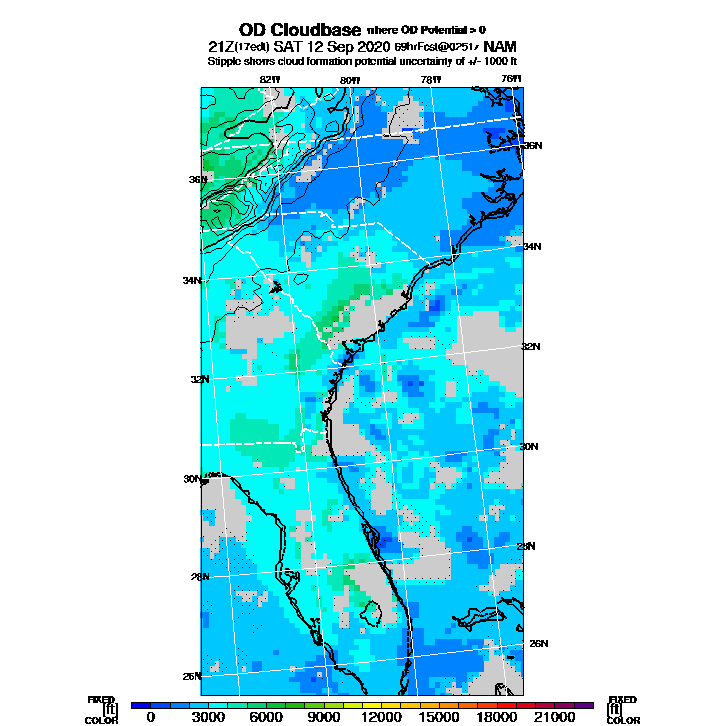 OD Cloudbase where OD Potential > 0
21Z(17edt) SAT 12 Sep 2020 69hrFcst@0251z NAM
Stipple shows cloud formation potential uncertainty of +/- 1000 ft
82W 80W 78W 76W
36N 36N
34N 34N
32N 32N
30N 30N
28N 28N
26N 26N
FIXED FIXED
[ft] 0 3000 6000 9000 12000 15000 18000 21000 [ft]
COLOR COLOR